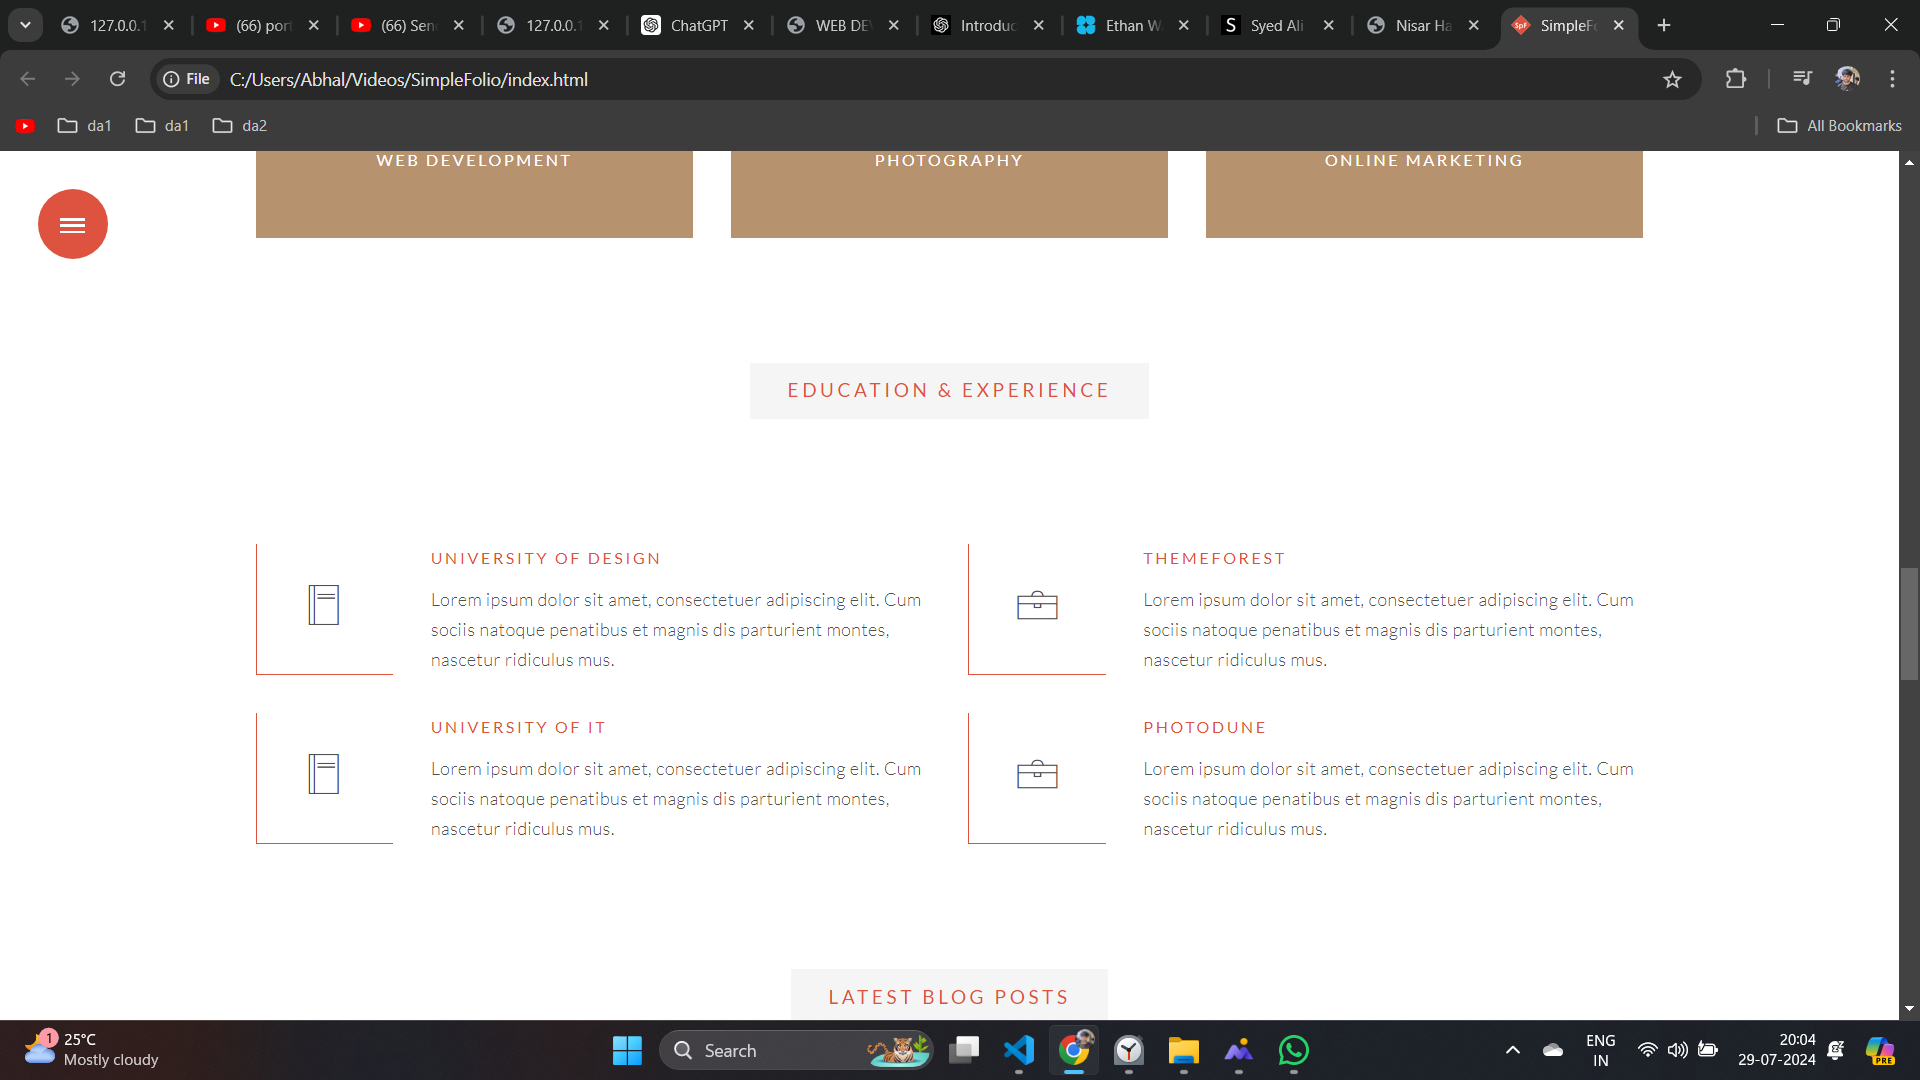 127.0.0.1
(66) port
(66) Sen
127.0.0.1
ChatGPT
WEB DE
Introduc
Ethan W
S
Syed Ali
Nisar Ha
SpF
SimpleFo
File
C:/Users/Abhal/Videos/SimpleFolio/index.html
da1
da1
da2
All Bookmarks
WEB DEVELOPMENT
PHOTOGRAPHY
ONLINE MARKETING
EDUCATION & EXPERIENCE
UNIVERSITY OF DESIGN
Lorem ipsum dolor sit amet, consectetuer adipiscing elit. Cum
sociis natoque penatibus et magnis dis parturient montes,
nascetur ridiculus mus.
THEMEFOREST
Lorem ipsum dolor sit amet, consectetuer adipiscing elit. Cum
sociis natoque penatibus et magnis dis parturient montes,
nascetur ridiculus mus.
UNIVERSITY OF IT
Lorem ipsum dolor sit amet, consectetuer adipiscing elit. Cum
sociis natoque penatibus et magnis dis parturient montes,
nascetur ridiculus mus.
PHOTODUNE
Lorem ipsum dolor sit amet, consectetuer adipiscing elit. Cum
sociis natoque penatibus et magnis dis parturient montes,
nascetur ridiculus mus.
LATEST BLOG POSTS
1
25°C
Mostly cloudy
Search
ENG
IN
20:04
29-07-2024
PRE